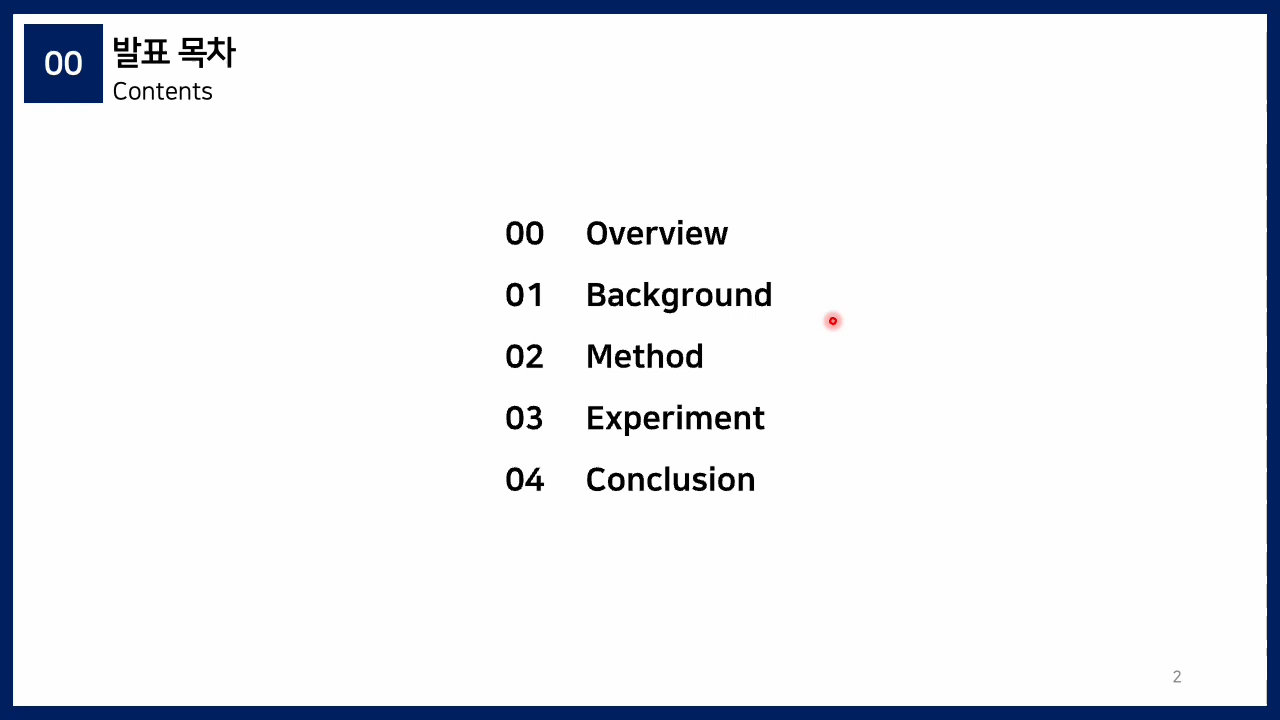 00
발표 목차
Contents
00 Overview
01 Background
02 Method
03 Experiment
04 Conclusion
2